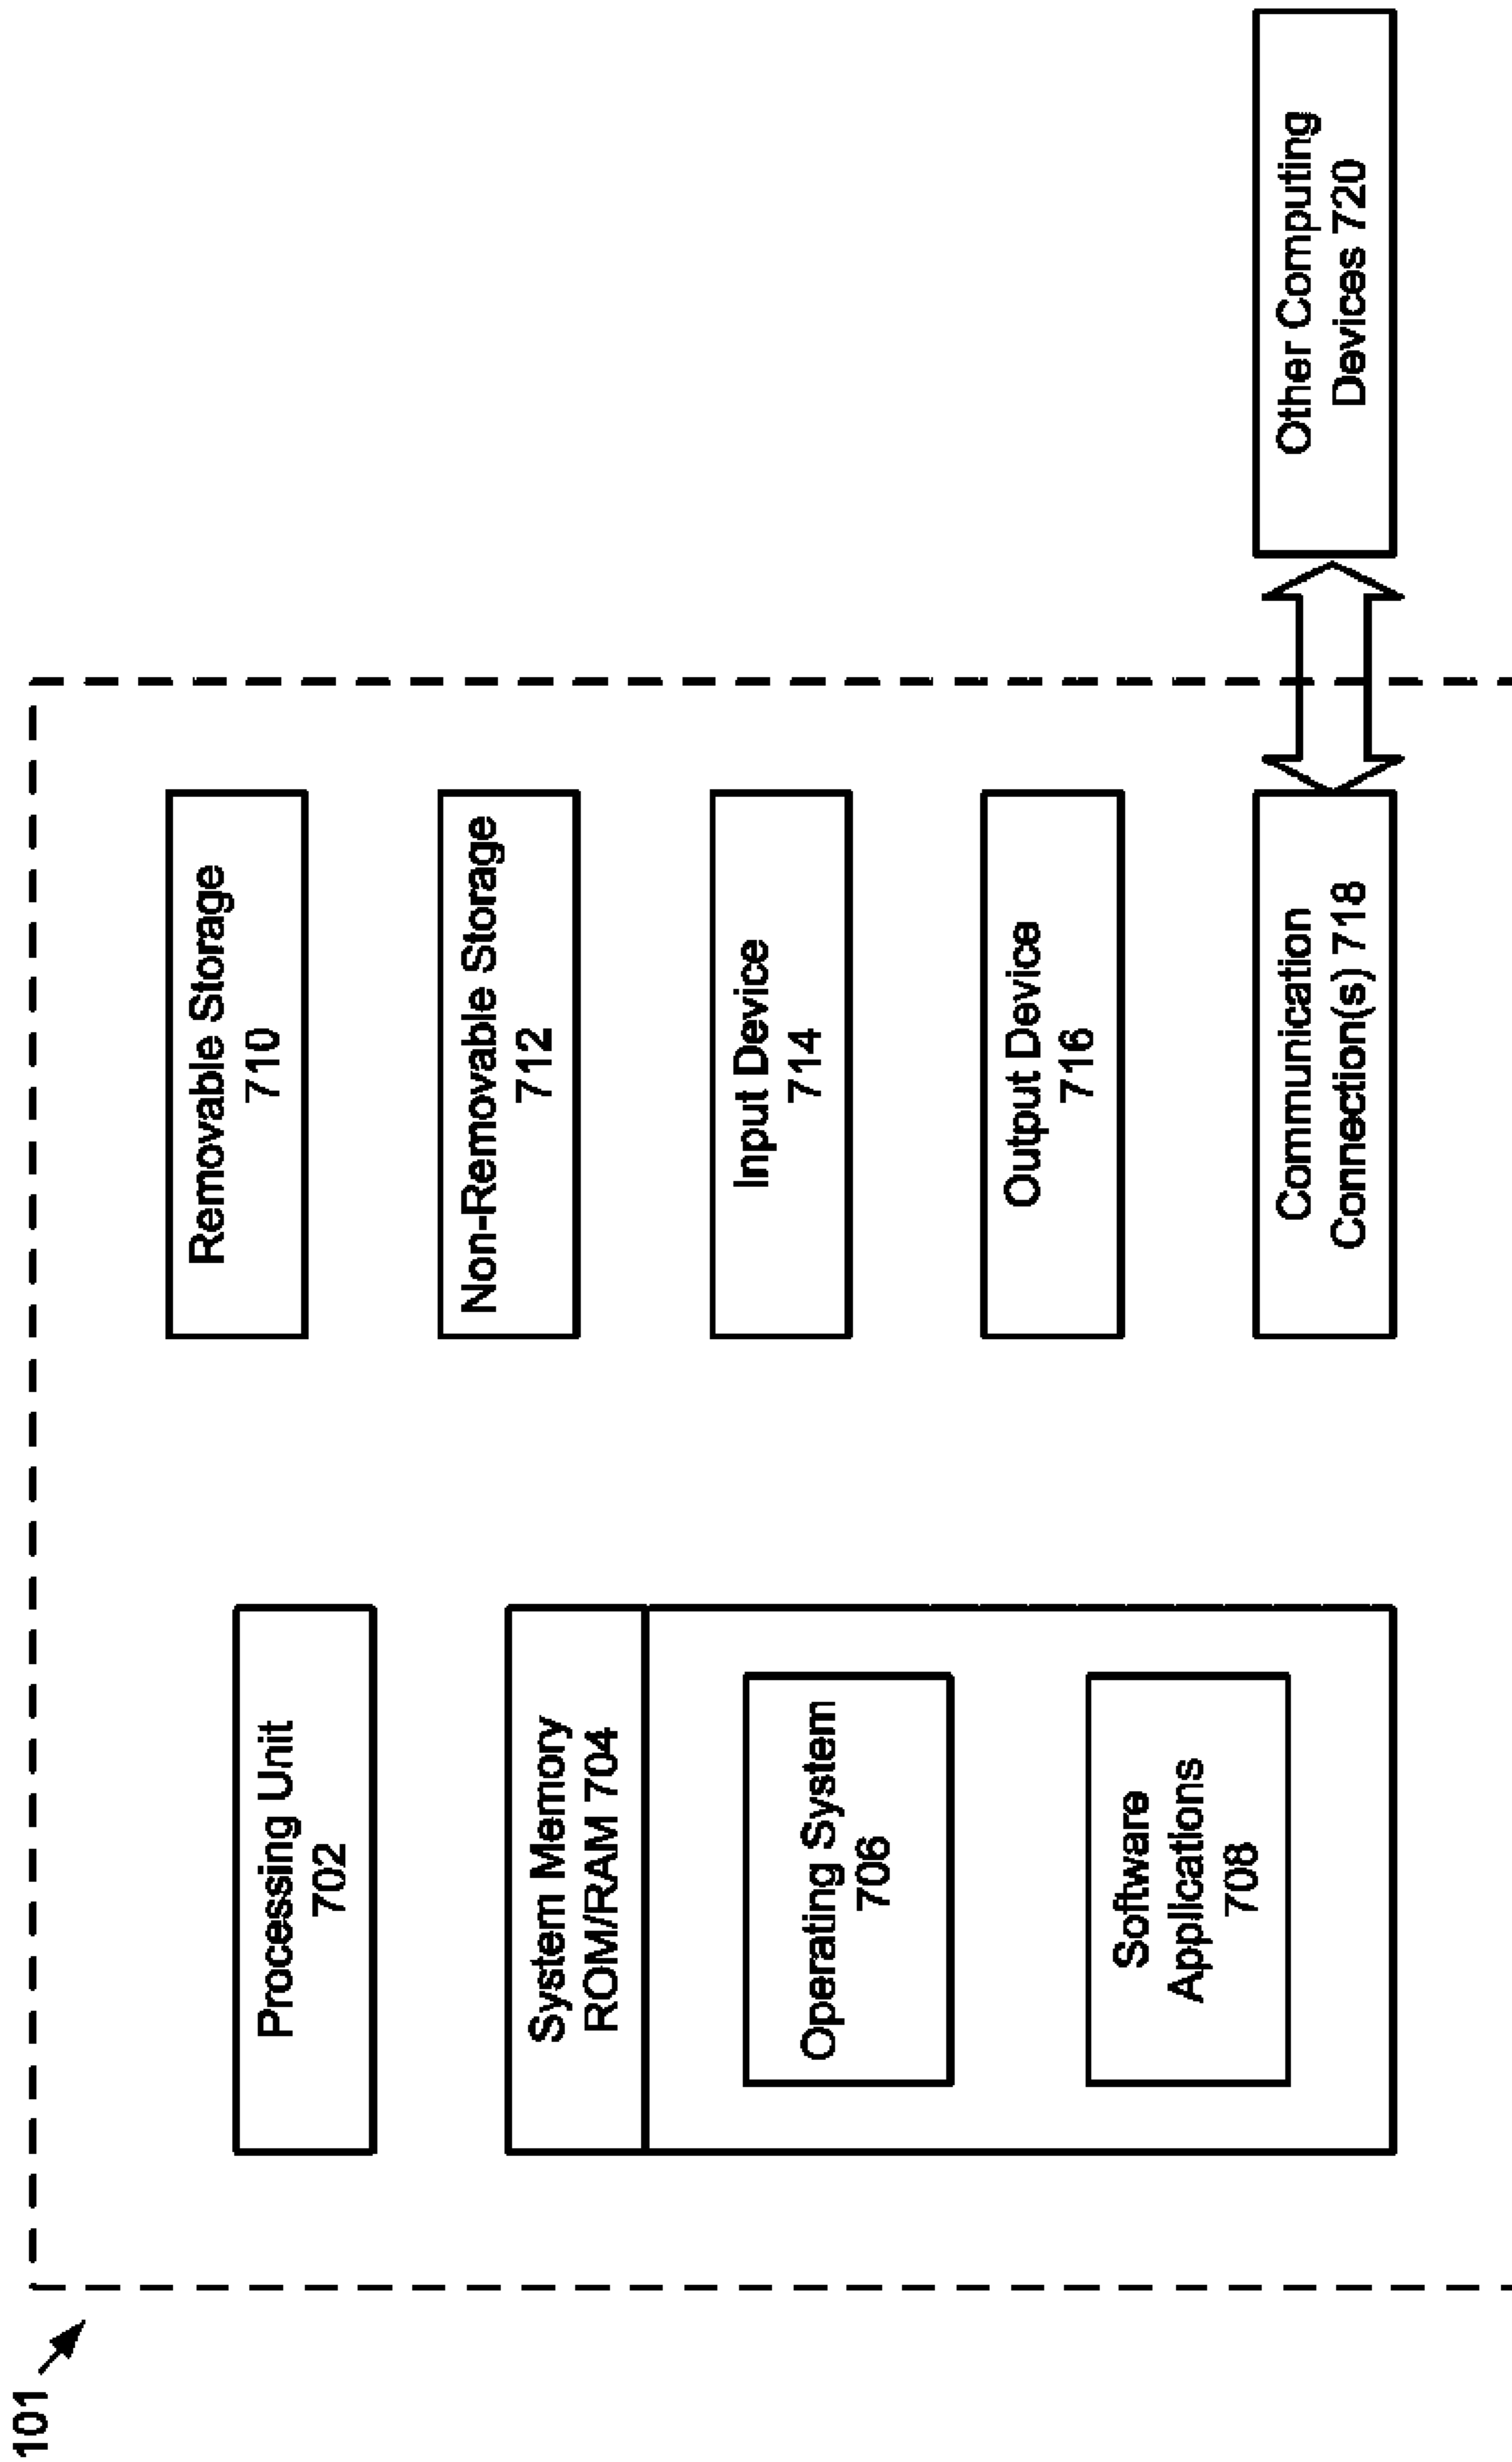 101
Processing Unit
702
System Memory
ROM/RAM 704
Operating System
706
Software
Applications
708
Removable Storage
710
Non-Removable Storage
712
Input Device
714
Output Device
716
Communication
Connection(s) 718
Other Computing
Devices 720